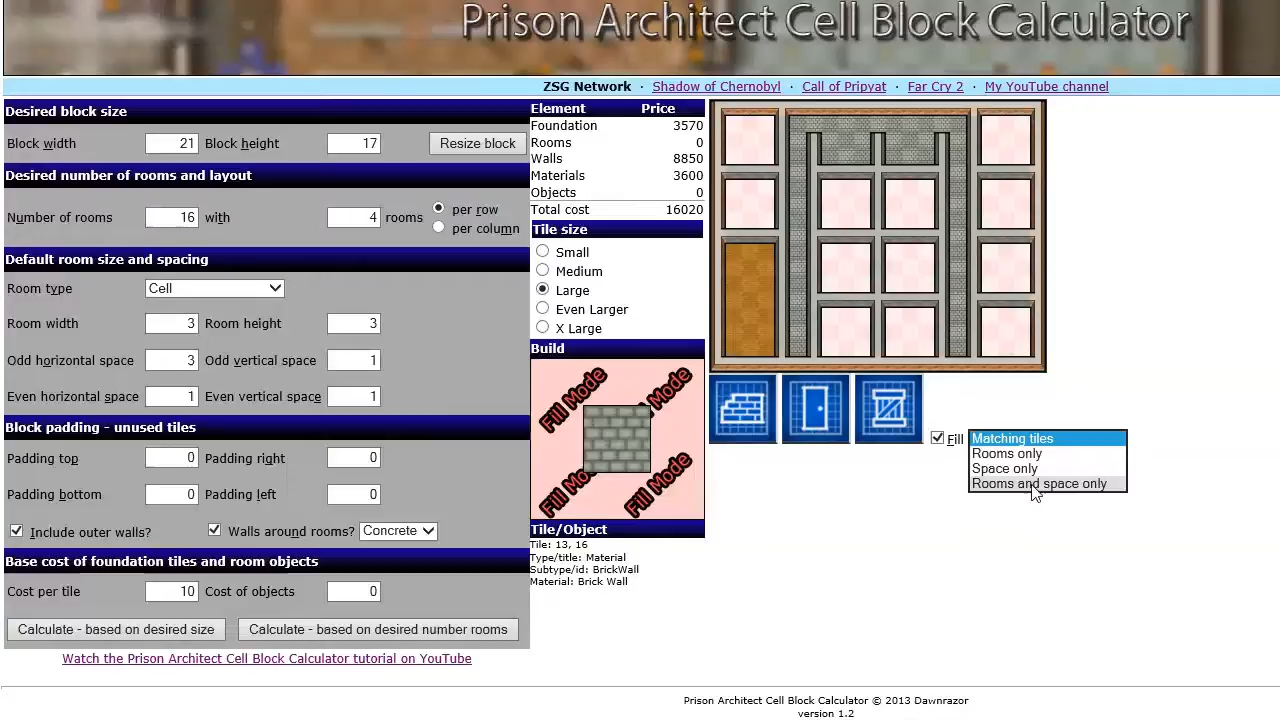 Prison Architect Cell Block Calculator
ZSG Network · Shadow of Chernobyl · Call of Pripyat · Far Cry 2 · My YouTube channel
Desired block size
Block width 21 Block height 17 Resize block
Desired number of rooms and layout
Number of rooms 16 with 4 rooms per row
per column
Default room size and spacing
Room type Cell
Room width 3 Room height 3
Odd horizontal space 3 Odd vertical space 1
Even horizontal space 1 Even vertical space 1
Block padding - unused tiles
Padding top 0 Padding right 0
Padding bottom 0 Padding left 0
Include outer walls? Walls around rooms? Concrete
Base cost of foundation tiles and room objects
Cost per tile 10 Cost of objects 0
Calculate - based on desired size Calculate - based on desired number rooms
Watch the Prison Architect Cell Block Calculator tutorial on YouTube
Element Price
Foundation 3570
Rooms 0
Walls 8850
Materials 3600
Objects 0
Total cost 16020
Tile size
Small
Medium
Large
Even Larger
X Large
Build
Fill Mode Fill Mode
Fill Mode Fill Mode
Tile/Object
Tile: 13, 16
Type/title: Material
Subtype/id: BrickWall
Material: Brick Wall
Fill Matching tiles
Rooms only
Space only
Rooms and space only
Prison Architect Cell Block Calculator © 2013 Dawnrazor
version 1.2